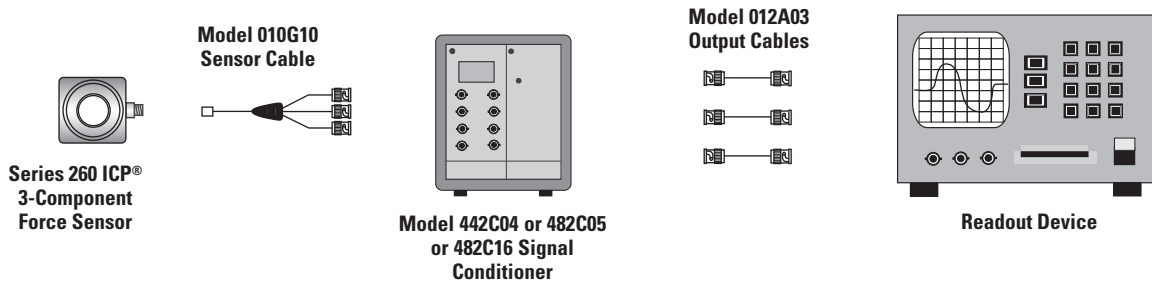 Model 010G10
Sensor Cable
Model 012A03
Output Cables
Series 260 ICP®
3-Component
Force Sensor
Model 442C04 or 482C05
or 482C16 Signal
Conditioner
Readout Device